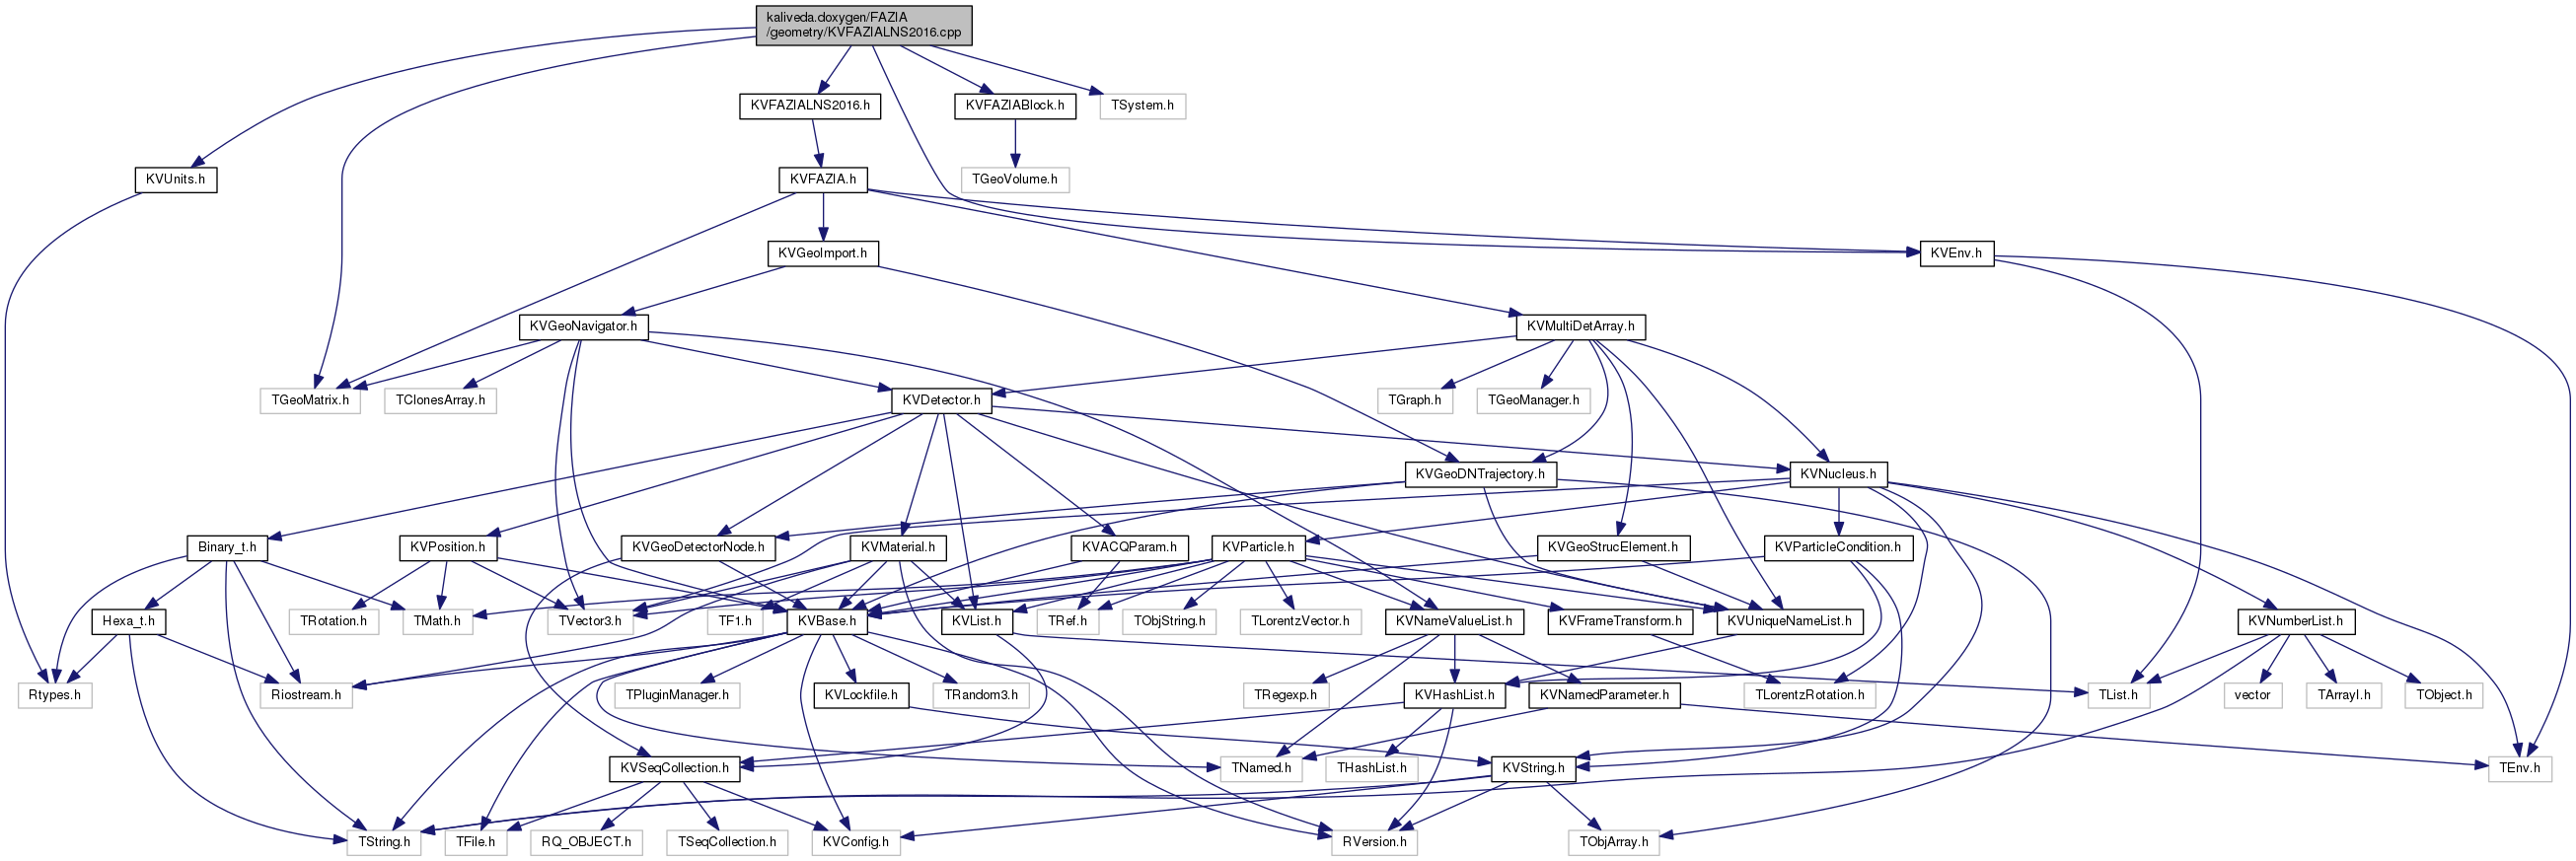 kaliveda.doxygen/FAZIA
/geometry/KVFAZIALNS2016.cpp
KVFAZIALNS2016.h
KVFAZIABlock.h
TSystem.h
KVUnits.h
KVFAZIA.h
TGeoVolume.h
KVGeoImport.h
KVEnv.h
KVGeoNavigator.h
KVMultiDetArray.h
TGeoMatrix.h
TClonesArray.h
KVDetector.h
TGraph.h
TGeoManager.h
KVGeoDNTrajectory.h
KVNucleus.h
Binary_t.h
KVPosition.h
KVGeoDetectorNode.h
KVMaterial.h
KVACQParam.h
KVParticle.h
KVGeoStrucElement.h
KVParticleCondition.h
Hexa_t.h
TRotation.h
TMath.h
TVector3.h
TF1.h
KVBase.h
KVList.h
TRef.h
TObjString.h
TLorentzVector.h
KVNameValueList.h
KVFrameTransform.h
KVUniqueNameList.h
KVNumberList.h
Rtypes.h
Riostream.h
TPluginManager.h
KVLockfile.h
TRandom3.h
TRegexp.h
KVHashList.h
KVNamedParameter.h
TLorentzRotation.h
TList.h
vector
TArrayI.h
TObject.h
KVSeqCollection.h
TNamed.h
THashList.h
KVString.h
TEnv.h
TString.h
TFile.h
RQ_OBJECT.h
TSeqCollection.h
KVConfig.h
RVersion.h
TObjArray.h